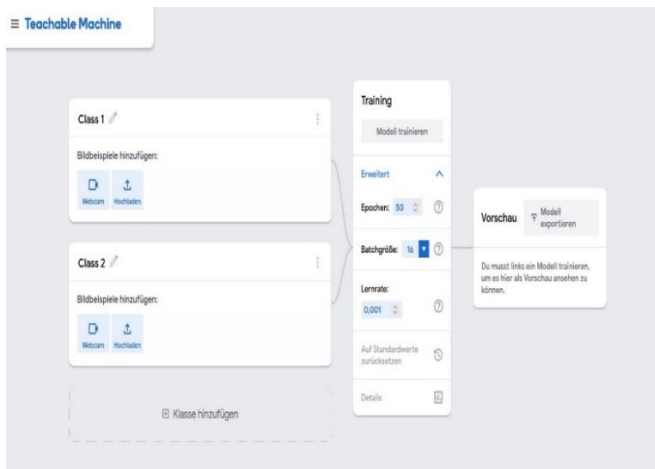 Teachable Machine
Class 1
Bildbeispiele hinzufügen:
Webcam Hochladen
Class 2
Bildbeispiele hinzufügen:
Webcam Hochladen
Klasse hinzufügen
Training
Modell trainieren
Erweitert
Epochen: 50
Batchgröße: 16
Lernrate:
0,001
Auf Standardwerte
zurücksetzen
Details
Vorschau
Modell
exportieren
Du musst links ein Modell trainieren,
um es hier als Vorschau ansehen zu
können.